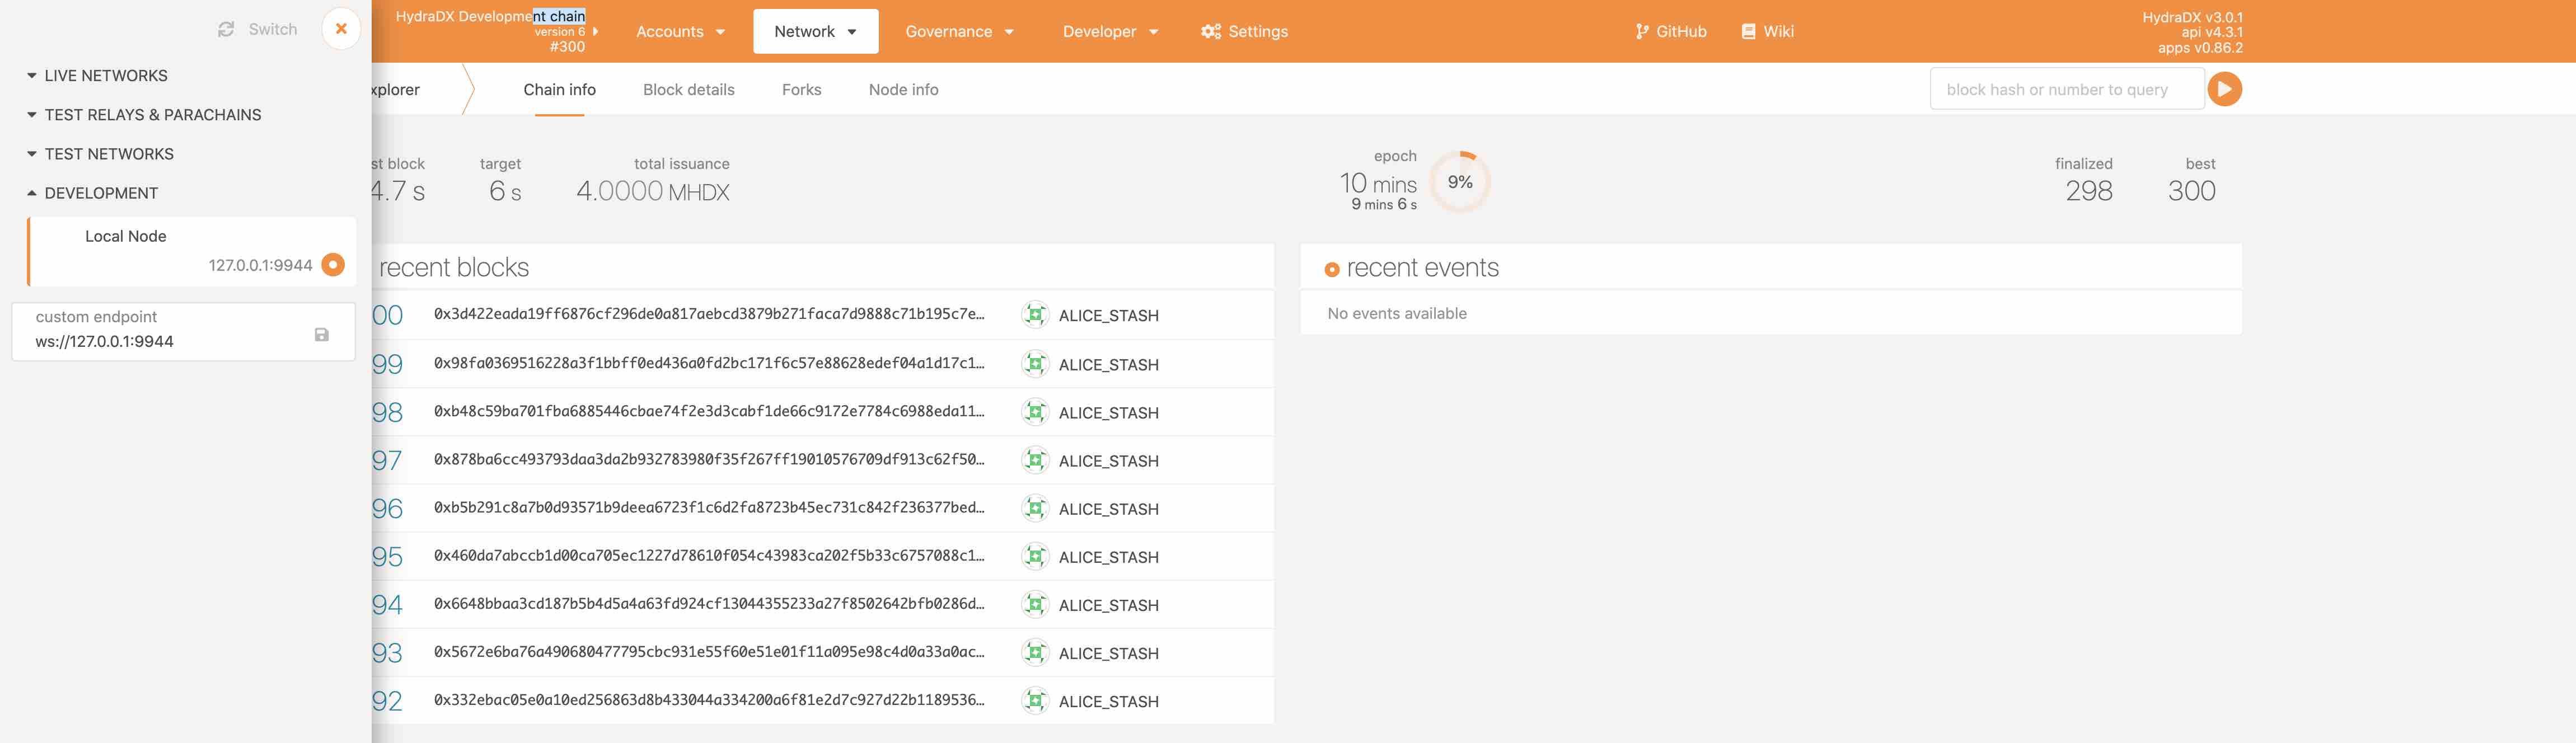 Switch
LIVE NETWORKS
TEST RELAYS & PARACHAINS
TEST NETWORKS
DEVELOPMENT
Local Node
127.0.0.1:9944
custom endpoint
ws://127.0.0.1:9944
HydraDX Development chain
version 6
#300
Accounts
Network
Governance
Developer
Settings
GitHub
Wiki
HydraDX v3.0.1
api v4.3.1
apps v0.86.2
xplorer
Chain info
Block details
Forks
Node info
block hash or number to query
st block
4.7 s
target
6 s
total issuance
4.0000 MHDX
epoch
10 mins
9 mins 6 s
9%
finalized
298
best
300
recent blocks
00 0x3d422eada19ff6876cf296de0a817aebcd3879b271faca7d9888c71b195c7e… ALICE_STASH
99 0x98fa0369516228a3f1bbff0ed436a0fd2bc171f6c57e88628edef04a1d17c1… ALICE_STASH
98 0xb48c59ba701fba6885446cbae74f2e3d3cabf1de66c9172e7784c6988eda11… ALICE_STASH
97 0x878ba6cc493793daa3da2b932783980f35f267ff19010576709df913c62f50… ALICE_STASH
96 0xb5b291c8a7b0d93571b9deea6723f1c6d2fa8723b45ec731c842f236377bed… ALICE_STASH
95 0x460da7abccb1d00ca705ec1227d78610f054c43983ca202f5b33c6757088c1… ALICE_STASH
94 0x6648bbaa3cd187b5b4d5a4a63fd924cf13044355233a27f8502642bfb0286d… ALICE_STASH
93 0x5672e6ba76a490680477795cbc931e55f60e51e01f11a095e98c4d0a33a0ac… ALICE_STASH
92 0x332ebac05e0a10ed256863d8b433044a334200a6f81e2d7c927d22b1189536… ALICE_STASH
recent events
No events available